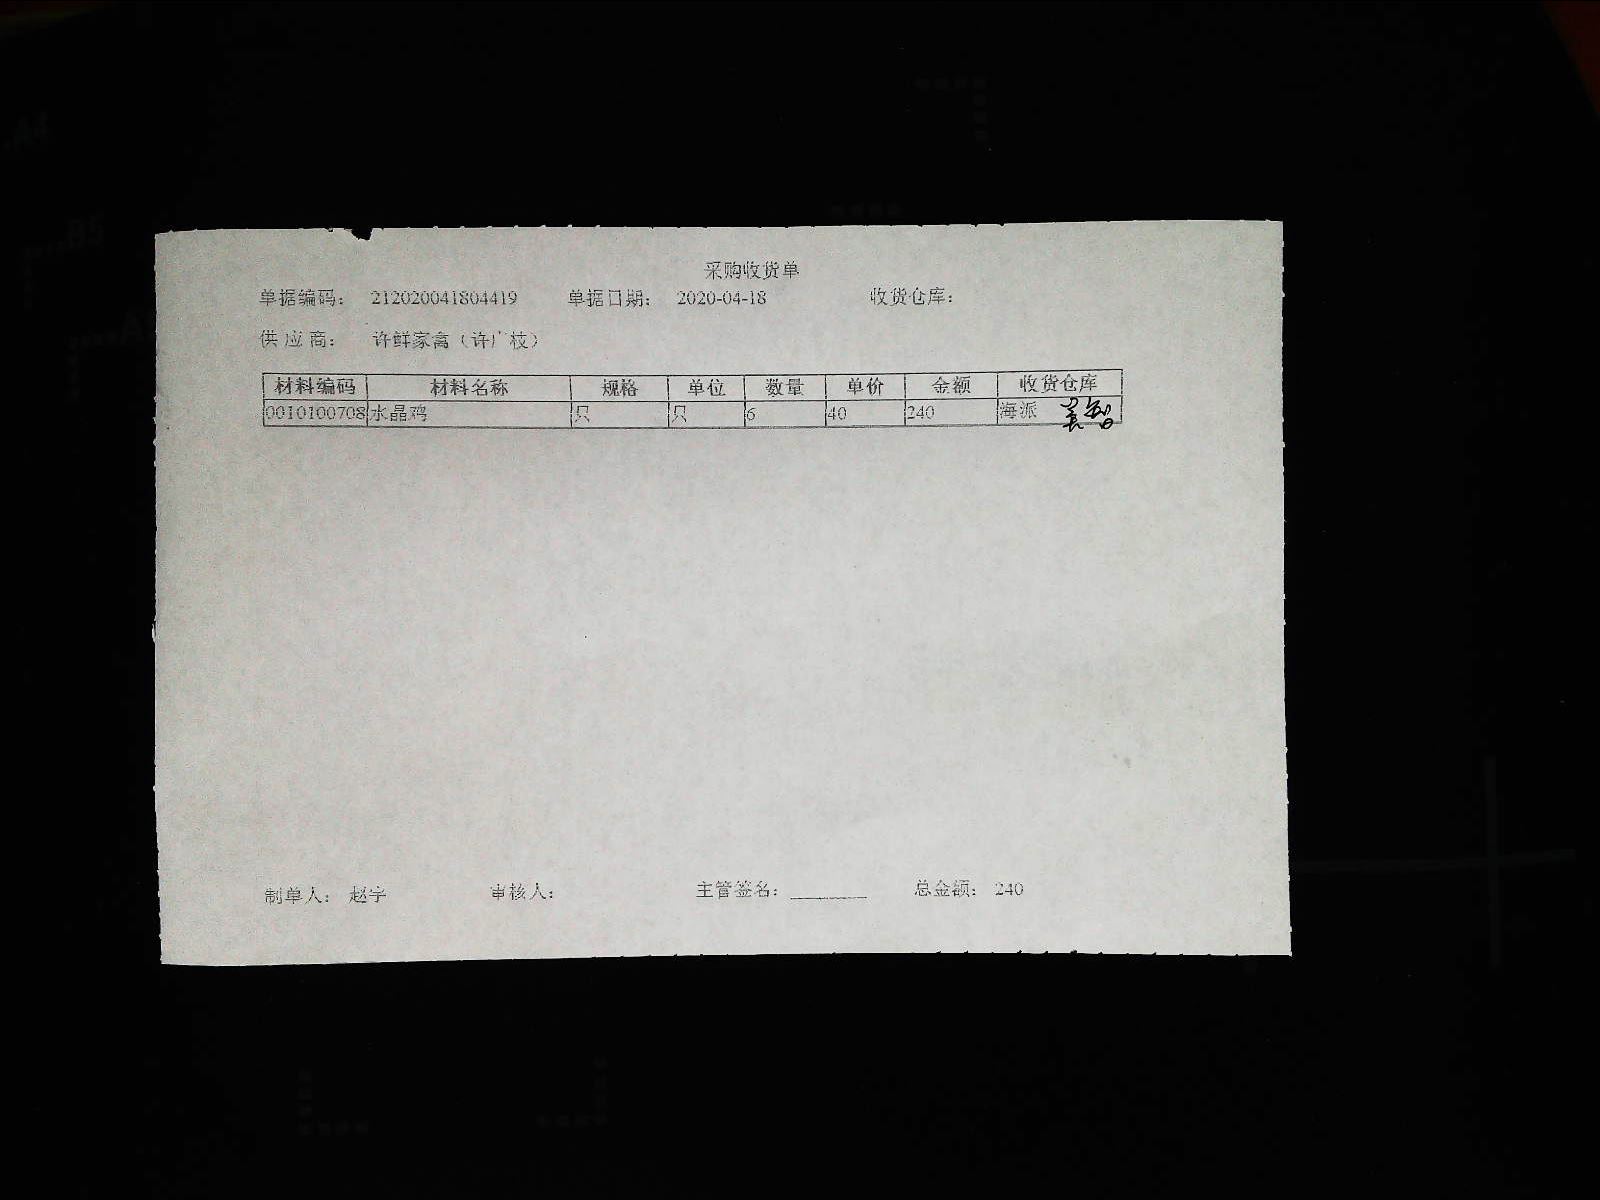 采购收货单
单据编码: 212020041804419 单据日期: 2020-04-18 收货仓库:
供应商: 许鲜家禽（许广枝）
材料编码 材料名称 规格 单位 数量 单价 金额 收货仓库
0010100708 水晶鸡 只 只 6 40 240 海派
制单人: 赵宇 审核人: 主管签名: 总金额: 240